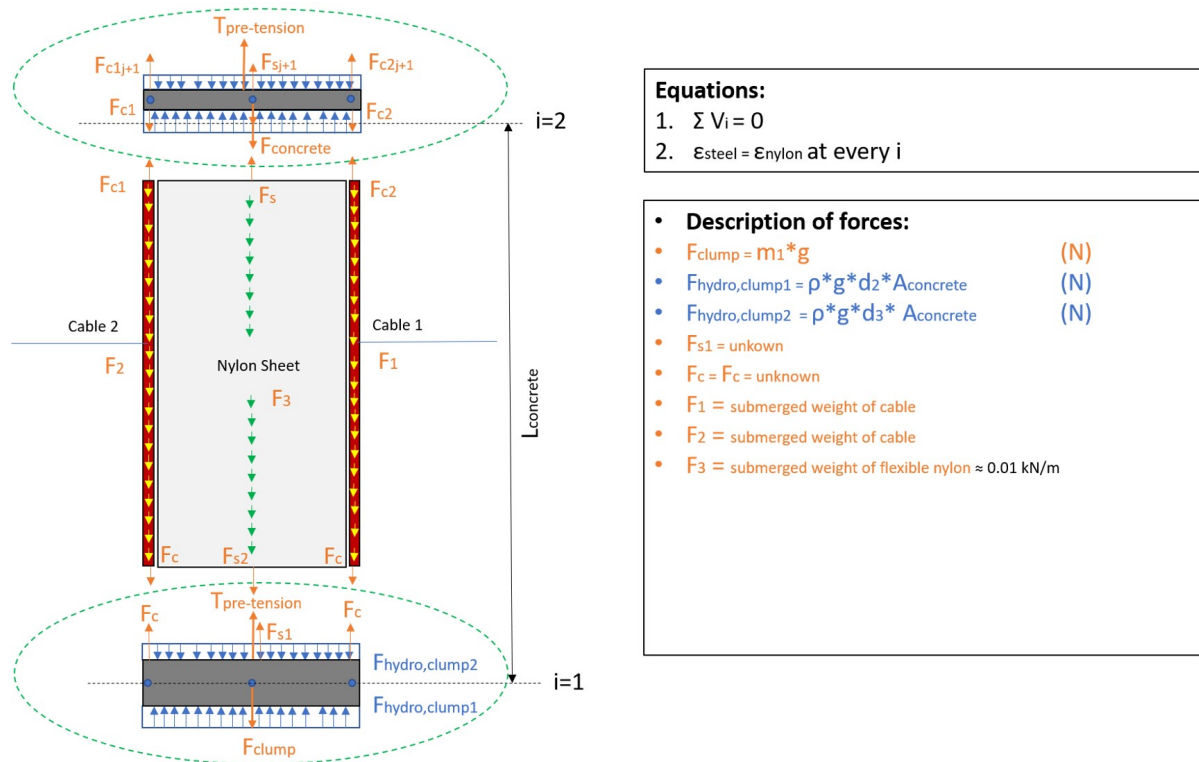 Tpre-tension
Fc1j+1
Fsj+1
Fc2j+1
Fc1
Fc2
i=2
Fconcrete
Fc1
Fs
Fc2
Cable 2
Cable 1
F2
Nylon Sheet
F1
F3
Lconcrete
Fc
Fs2
Fc
Tpre-tension
Fc
Fs1
Fc
Fhydro,clump2
i=1
Fhydro,clump1
Fclump
Equations:
1. Σ Vi = 0
2. εsteel = εnylon at every i
• Description of forces:
• Fclump = m1*g (N)
• Fhydro,clump1 = ρ*g*d2*Aconcrete (N)
• Fhydro,clump2 = ρ*g*d3* Aconcrete (N)
• Fs1 = unkown
• Fc = Fc = unknown
• F1 = submerged weight of cable
• F2 = submerged weight of cable
• F3 = submerged weight of flexible nylon ≈ 0.01 kN/m